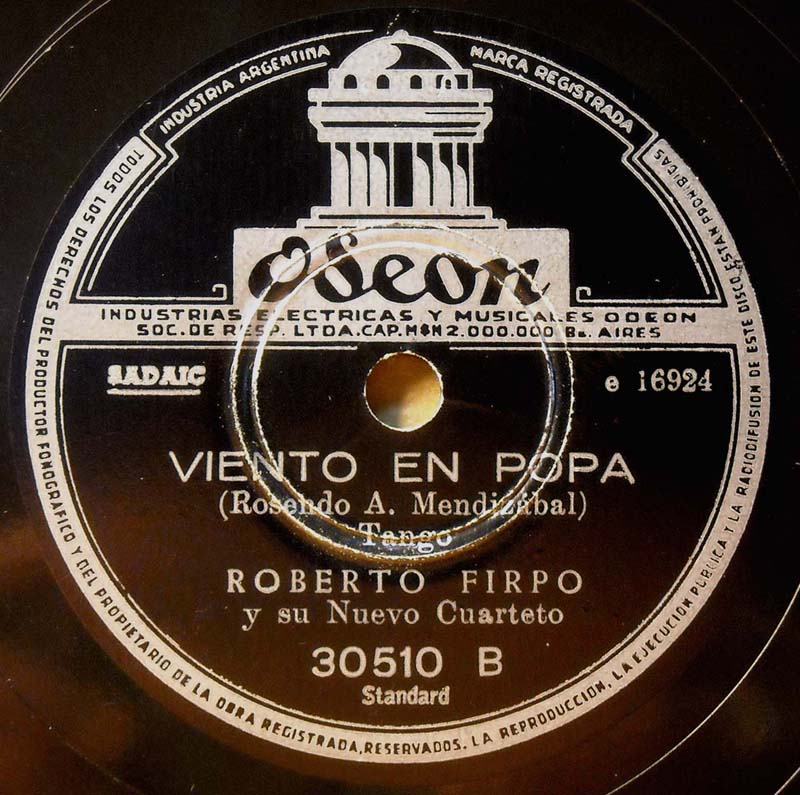 INDUSTRIA ARGENTINA
MARCA REGISTRADA
Odeon
INDUSTRIAS ELECTRICAS Y MUSICALES ODEON
SOC. DE RESP. LTDA. CAP. M$N 2.000.000 Bs. AIRES
SADAIC
e 16924
VIENTO EN POPA
(Rosendo A. Mendizábal)
Tango
ROBERTO FIRPO
y su Nuevo Cuarteto
30510 B
Standard
TODOS LOS DERECHOS DEL PRODUCTOR FONOGRAFICO Y DEL PROPIETARIO DE LA OBRA REGISTRADA, RESERVADOS. LA REPRODUCCION, LA EJECUCION PUBLICA Y LA RADIODIFUSION DE ESTE DISCO ESTAN PROHIBIDAS